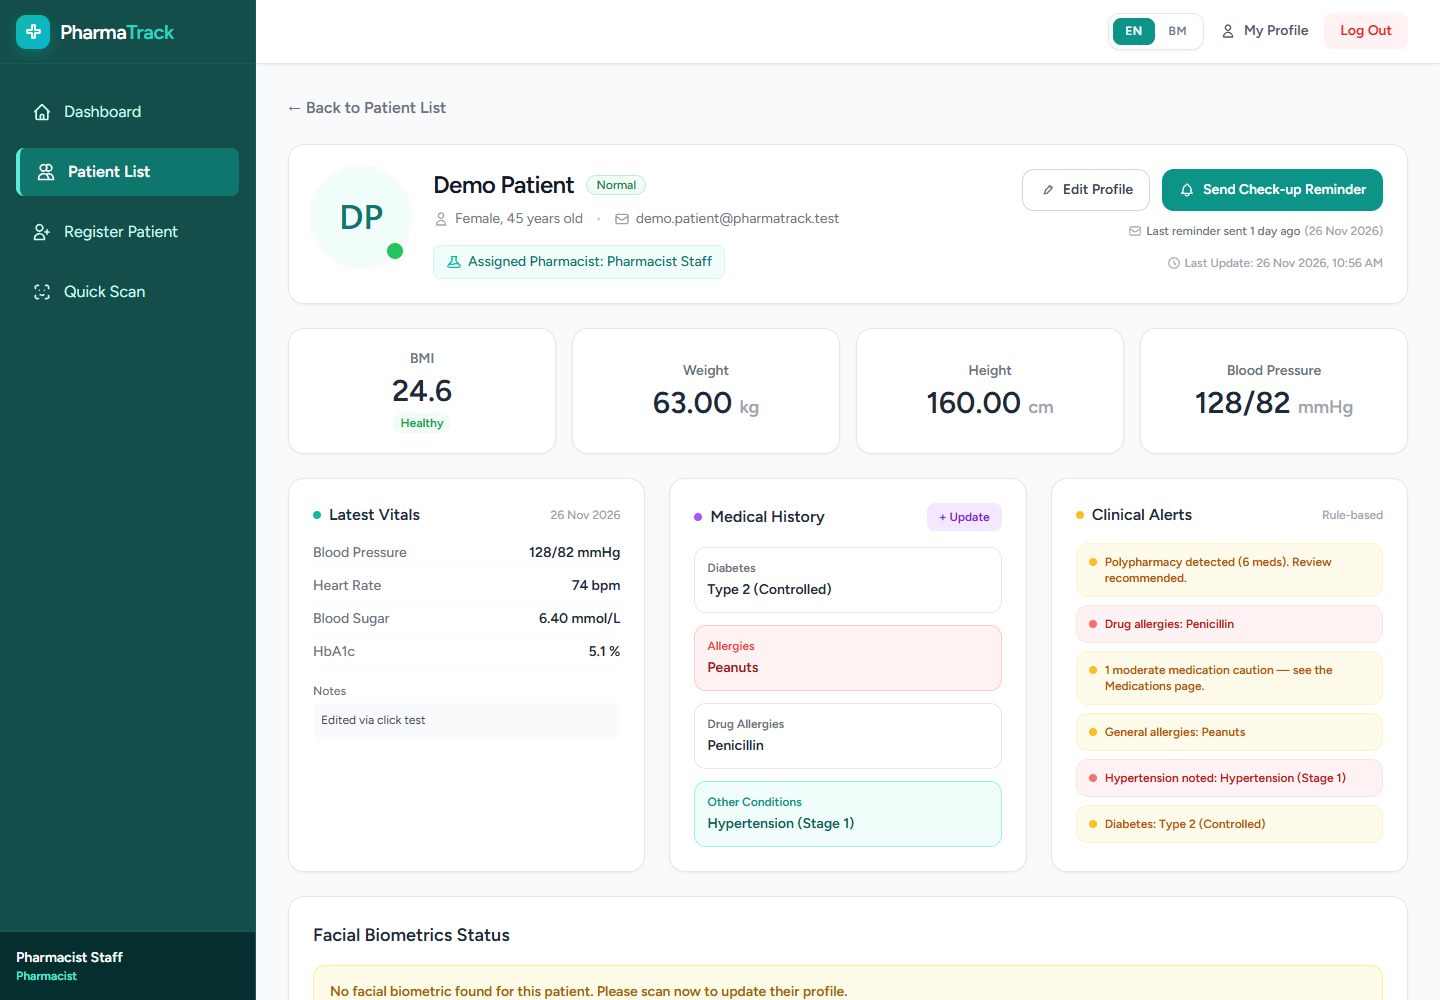 PharmaTrack
Dashboard
Patient List
Register Patient
Quick Scan
Pharmacist Staff
Pharmacist
EN BM My Profile Log Out
← Back to Patient List
DP
Demo Patient Normal
Female, 45 years old • demo.patient@pharmatrack.test
Assigned Pharmacist: Pharmacist Staff
Edit Profile Send Check-up Reminder
Last reminder sent 1 day ago (26 Nov 2026)
Last Update: 26 Nov 2026, 10:56 AM
BMI
24.6
Healthy
Weight
63.00 kg
Height
160.00 cm
Blood Pressure
128/82 mmHg
Latest Vitals 26 Nov 2026
Blood Pressure 128/82 mmHg
Heart Rate 74 bpm
Blood Sugar 6.40 mmol/L
HbA1c 5.1 %
Notes
Edited via click test
Medical History + Update
Diabetes
Type 2 (Controlled)
Allergies
Peanuts
Drug Allergies
Penicillin
Other Conditions
Hypertension (Stage 1)
Clinical Alerts Rule-based
Polypharmacy detected (6 meds). Review
recommended.
Drug allergies: Penicillin
1 moderate medication caution — see the
Medications page.
General allergies: Peanuts
Hypertension noted: Hypertension (Stage 1)
Diabetes: Type 2 (Controlled)
Facial Biometrics Status
No facial biometric found for this patient. Please scan now to update their profile.